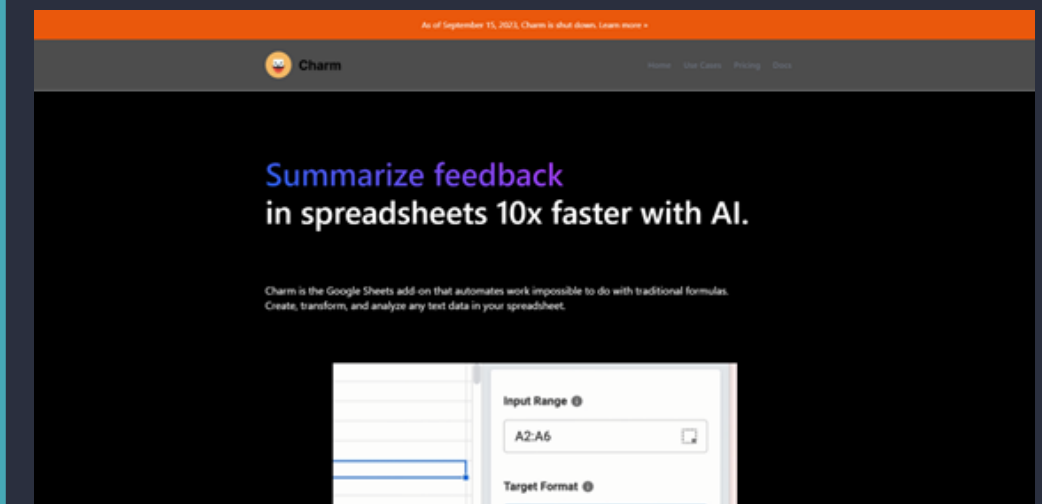 As of September 15, 2023, Charm is shut down. Learn more »
Charm
Home Use Cases Pricing Docs
Summarize feedback
in spreadsheets 10x faster with AI.
Charm is the Google Sheets add-on that automates work impossible to do with traditional formulas.
Create, transform, and analyze any text data in your spreadsheet.
Input Range
A2:A6
Target Format